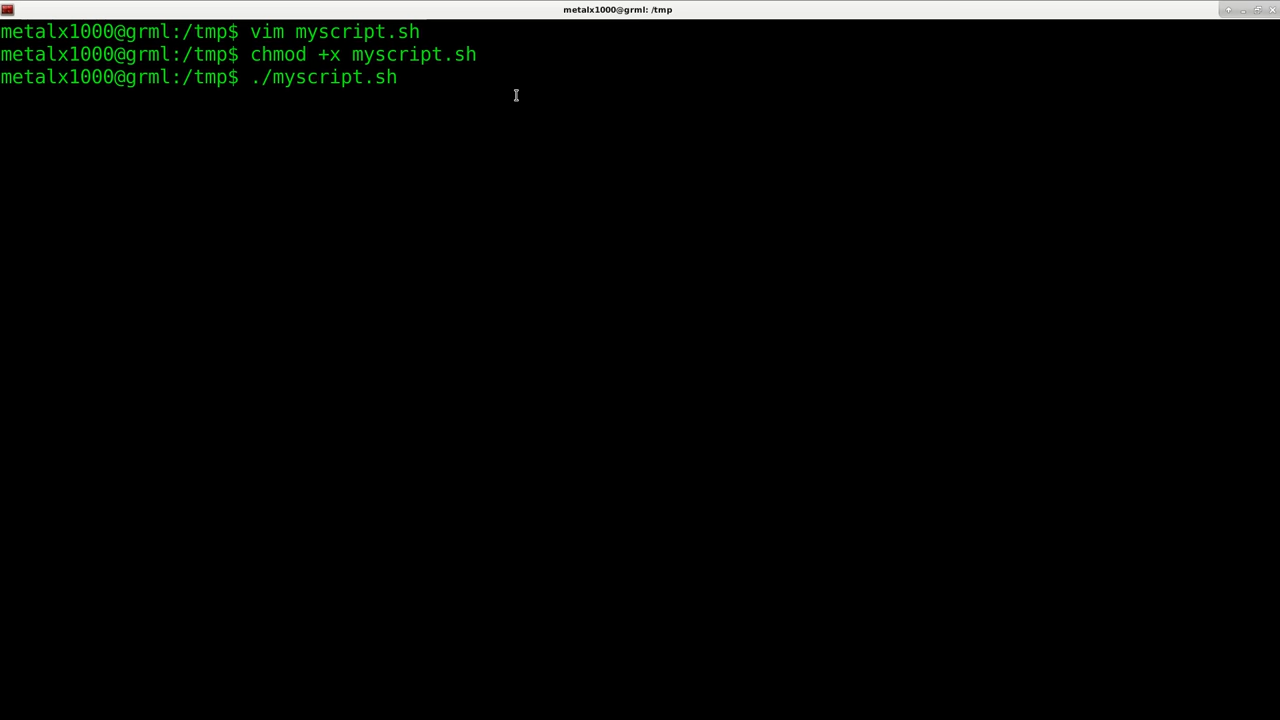 metalx1000@grml: /tmp
metalx1000@grml:/tmp$ vim myscript.sh
metalx1000@grml:/tmp$ chmod +x myscript.sh
metalx1000@grml:/tmp$ ./myscript.sh